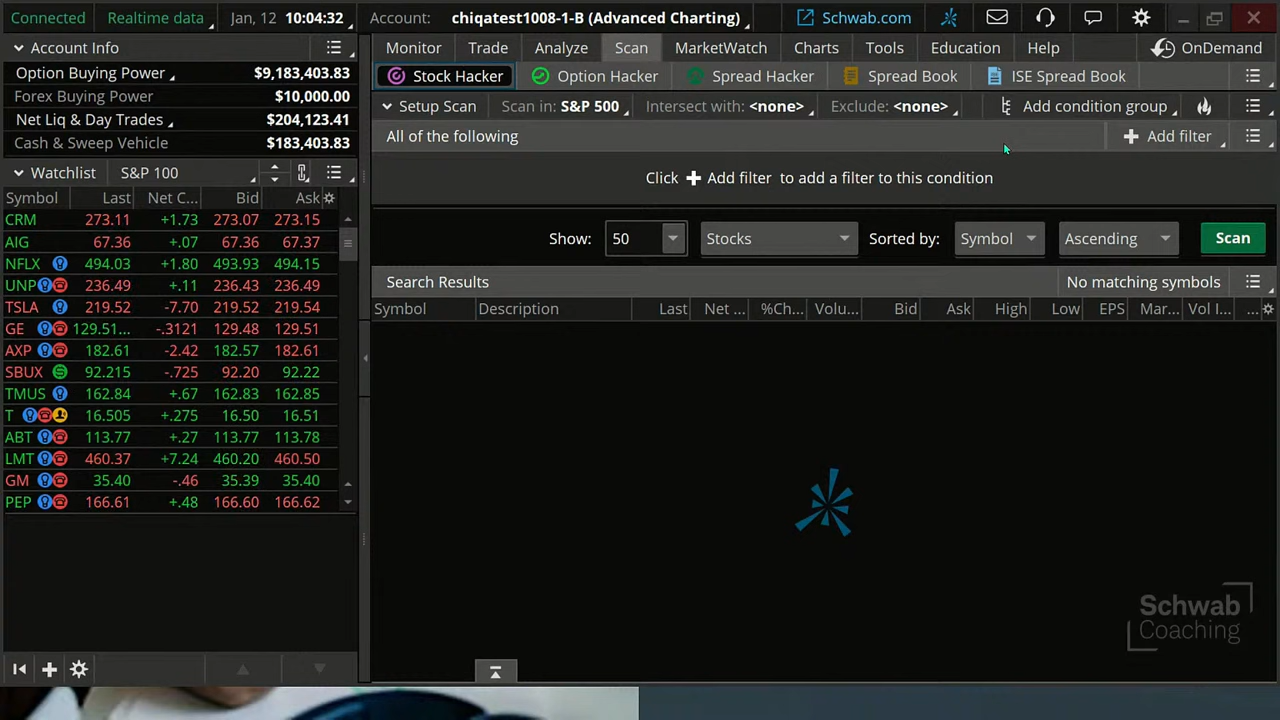 Connected Realtime data Jan, 12 10:04:32 Account: chiqatest1008-1-B (Advanced Charting) Schwab.com
Account Info
Option Buying Power $9,183,403.83
Forex Buying Power $10,000.00
Net Liq & Day Trades $204,123.41
Cash & Sweep Vehicle $183,403.83
Watchlist S&P 100
Symbol Last Net C... Bid Ask
CRM 273.11 +1.73 273.07 273.15
AIG 67.36 +.07 67.36 67.37
NFLX 494.03 +1.80 493.93 494.15
UNP 236.49 +.11 236.43 236.49
TSLA 219.52 -7.70 219.52 219.54
GE 129.51... -.3121 129.48 129.51
AXP 182.61 -2.42 182.57 182.61
SBUX 92.215 -.725 92.20 92.22
TMUS 162.84 +.67 162.83 162.85
T 16.505 +.275 16.50 16.51
ABT 113.77 +.27 113.77 113.78
LMT 460.37 +7.24 460.20 460.50
GM 35.40 -.46 35.39 35.40
PEP 166.61 +.48 166.60 166.62
Monitor Trade Analyze Scan MarketWatch Charts Tools Education Help OnDemand
Stock Hacker Option Hacker Spread Hacker Spread Book ISE Spread Book
Setup Scan Scan in: S&P 500 Intersect with: <none> Exclude: <none> Add condition group
All of the following Add filter
Click + Add filter to add a filter to this condition
Show: 50 Stocks Sorted by: Symbol Ascending Scan
Search Results No matching symbols
Symbol Description Last Net ... %Ch... Volu... Bid Ask High Low EPS Mar... Vol I... ...
Schwab
Coaching